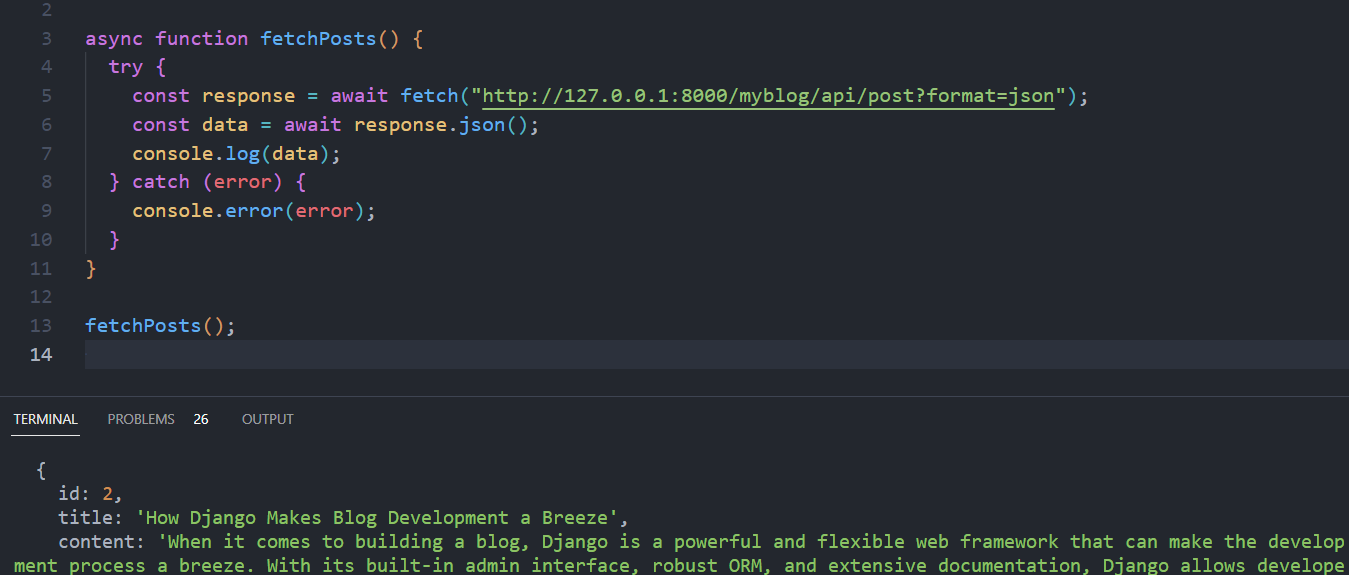 2
3 async function fetchPosts() {
4 try {
5 const response = await fetch("http://127.0.0.1:8000/myblog/api/post?format=json");
6 const data = await response.json();
7 console.log(data);
8 } catch (error) {
9 console.error(error);
10 }
11 }
12
13 fetchPosts();
14
TERMINAL PROBLEMS 26 OUTPUT
{
id: 2,
title: 'How Django Makes Blog Development a Breeze',
content: 'When it comes to building a blog, Django is a powerful and flexible web framework that can make the develop
ment process a breeze. With its built-in admin interface, robust ORM, and extensive documentation, Django allows develope